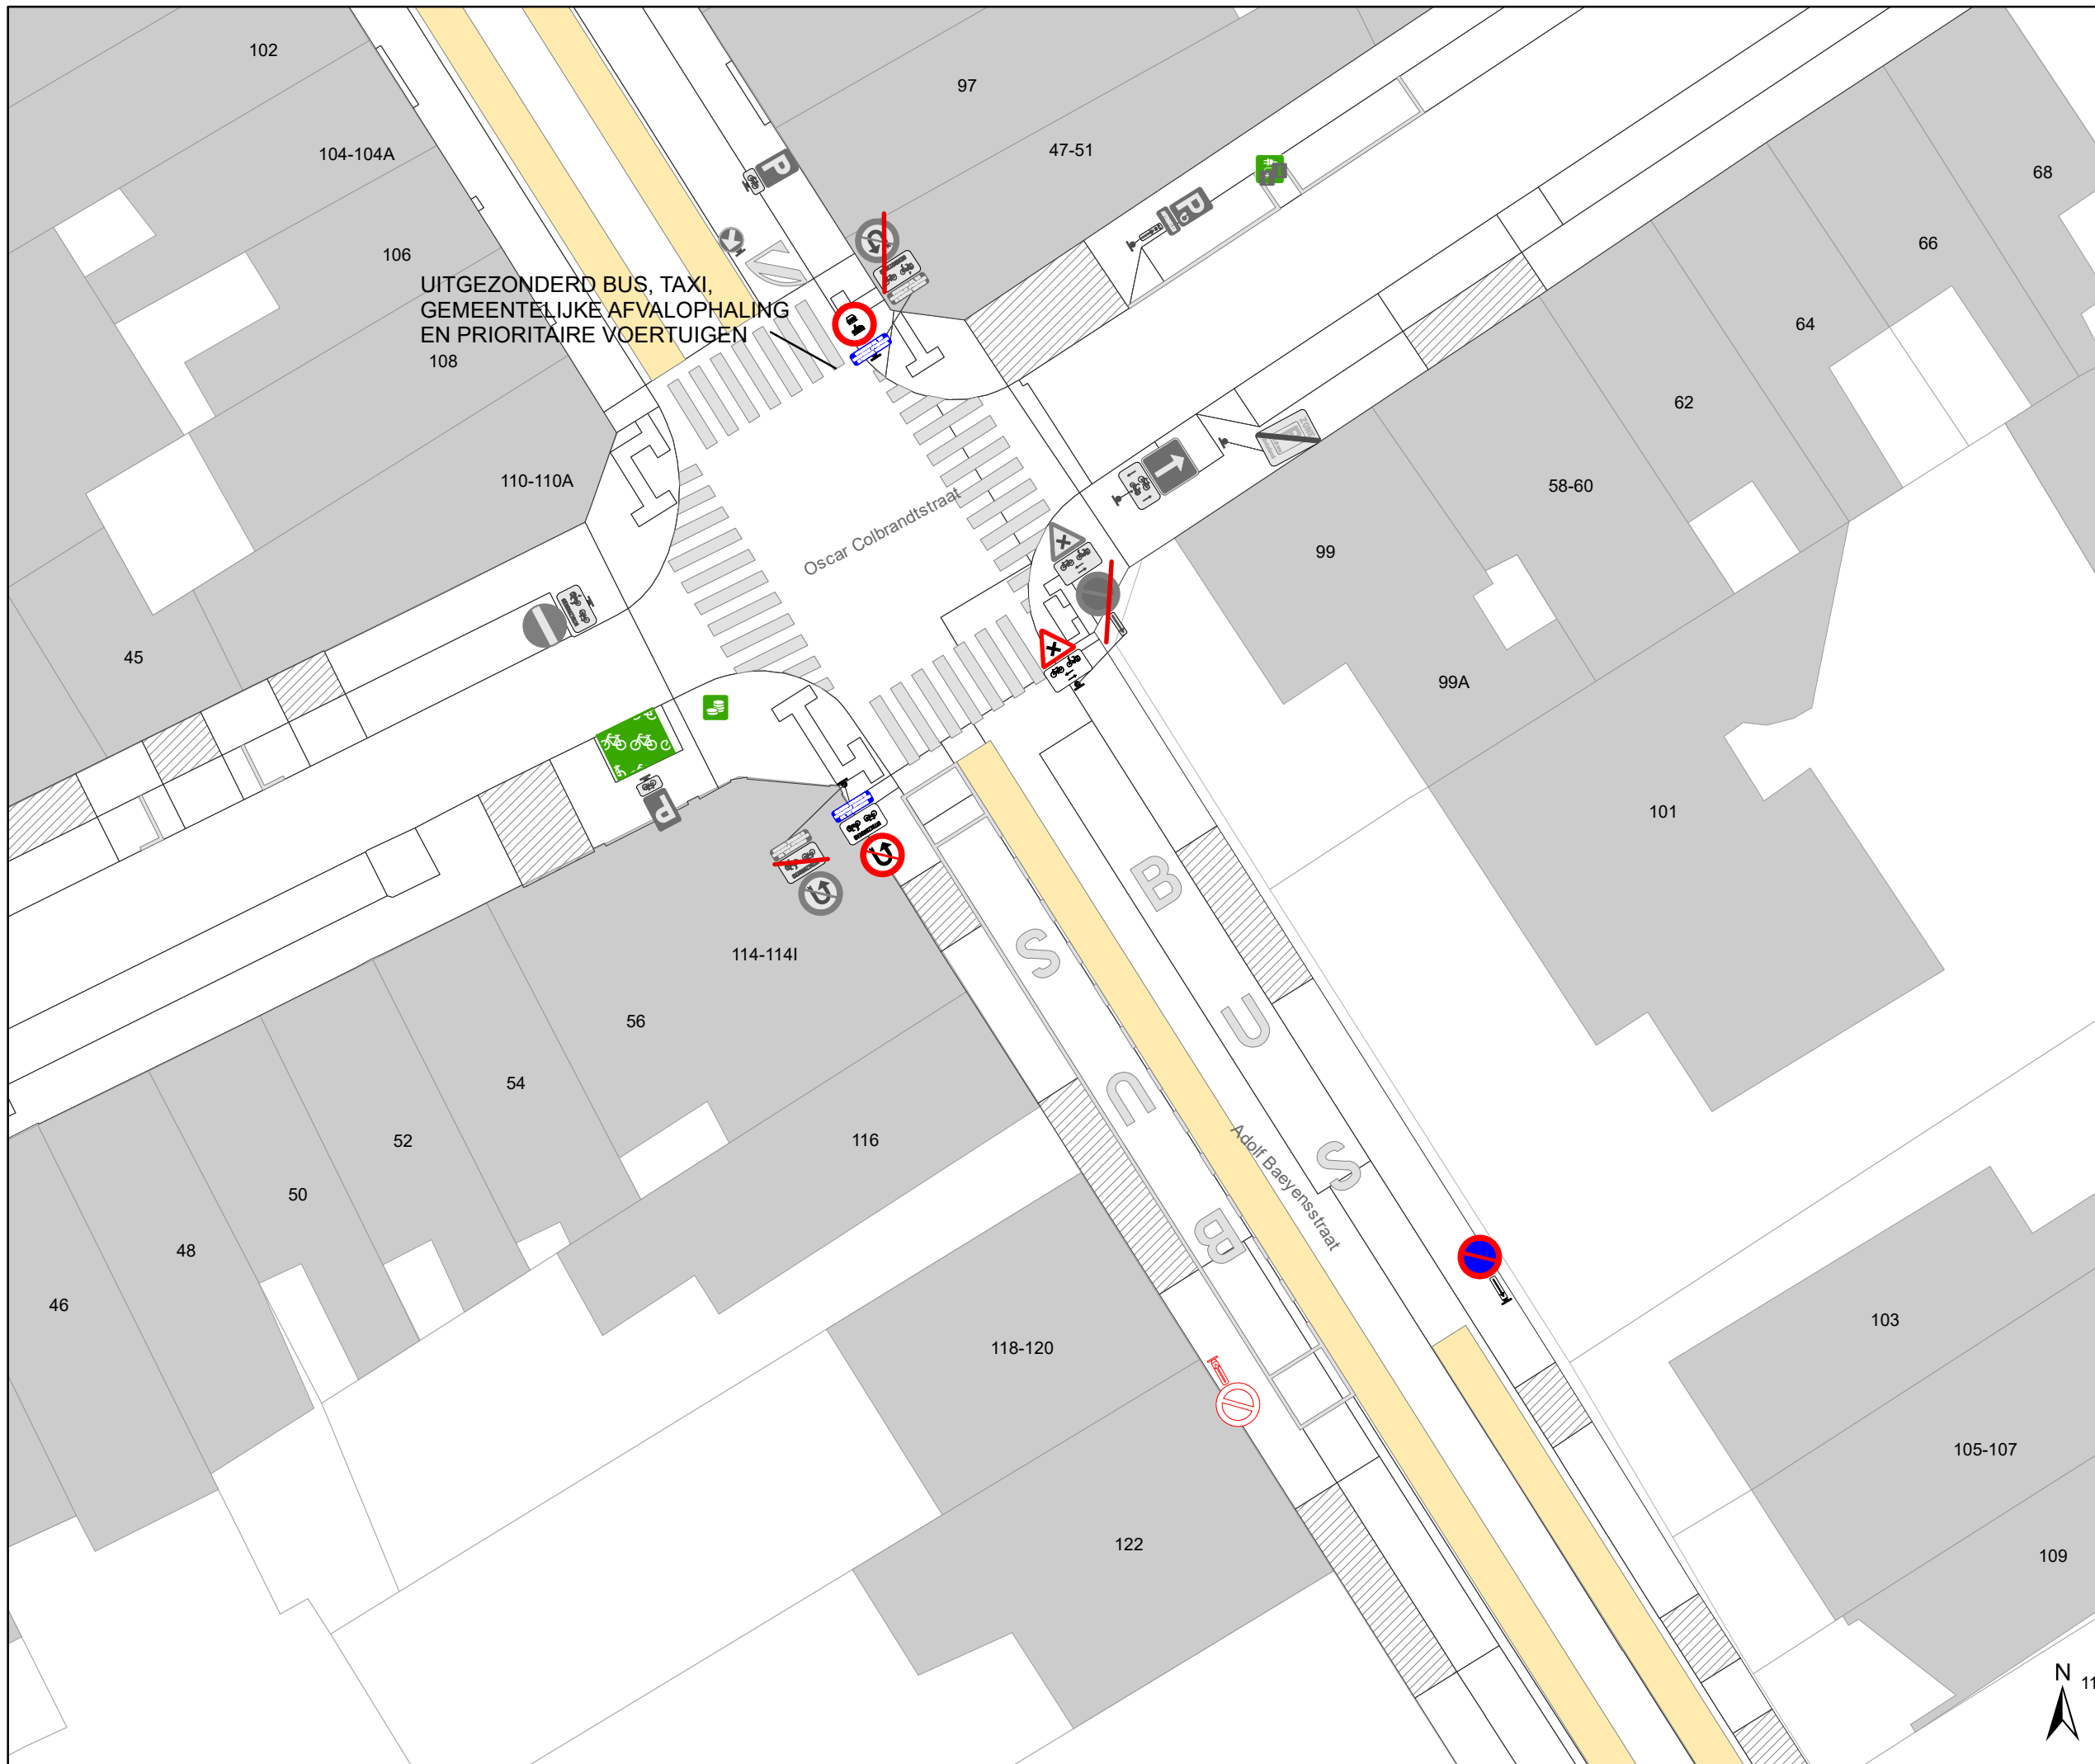 102
97
104-104A
47-51
68
P
P
106
66
UITGEZONDERD BUS, TAXI,
GEMEENTELIJKE AFVALOPHALING
EN PRIORITAIRE VOERTUIGEN
108
64
62
110-110A
58-60
ZONE
Oscar Colbrandtstraat
99
45
99A
P
101
B
114-114I
S
56
U
54
U
52
116
Adolf Baeyensstraat
S
50
B
48
46
103
118-120
105-107
122
109
N
11